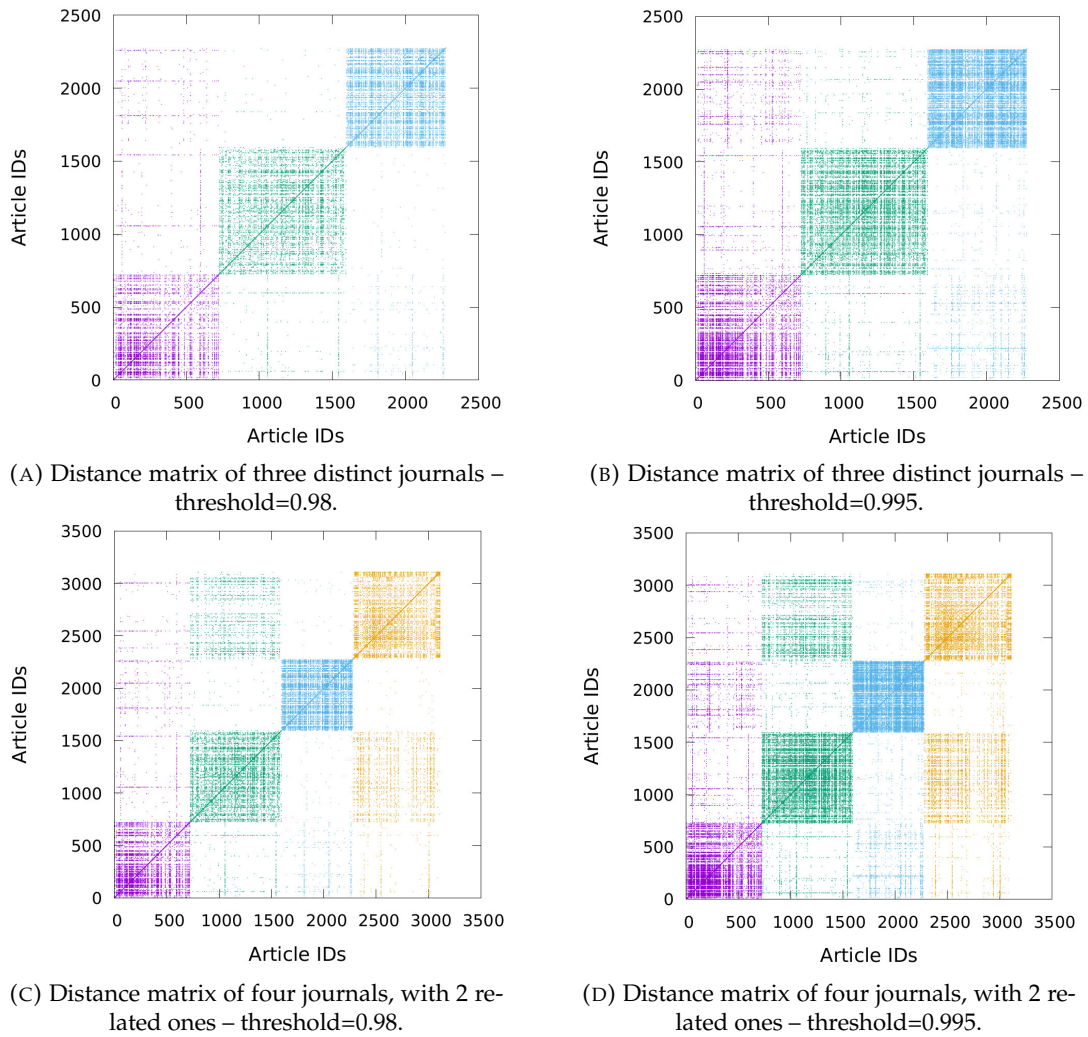 2500
2000
1500
1000
500
0
Article IDs
0 500 1000 1500 2000 2500
Article IDs
(A) Distance matrix of three distinct journals –
threshold=0.98.
2500
2000
1500
1000
500
0
Article IDs
0 500 1000 1500 2000 2500
Article IDs
(B) Distance matrix of three distinct journals –
threshold=0.995.
3500
3000
2500
2000
1500
1000
500
0
Article IDs
0 500 1000 1500 2000 2500 3000 3500
Article IDs
(C) Distance matrix of four journals, with 2 re-
lated ones – threshold=0.98.
3500
3000
2500
2000
1500
1000
500
0
Article IDs
0 500 1000 1500 2000 2500 3000 3500
Article IDs
(D) Distance matrix of four journals, with 2 re-
lated ones – threshold=0.995.